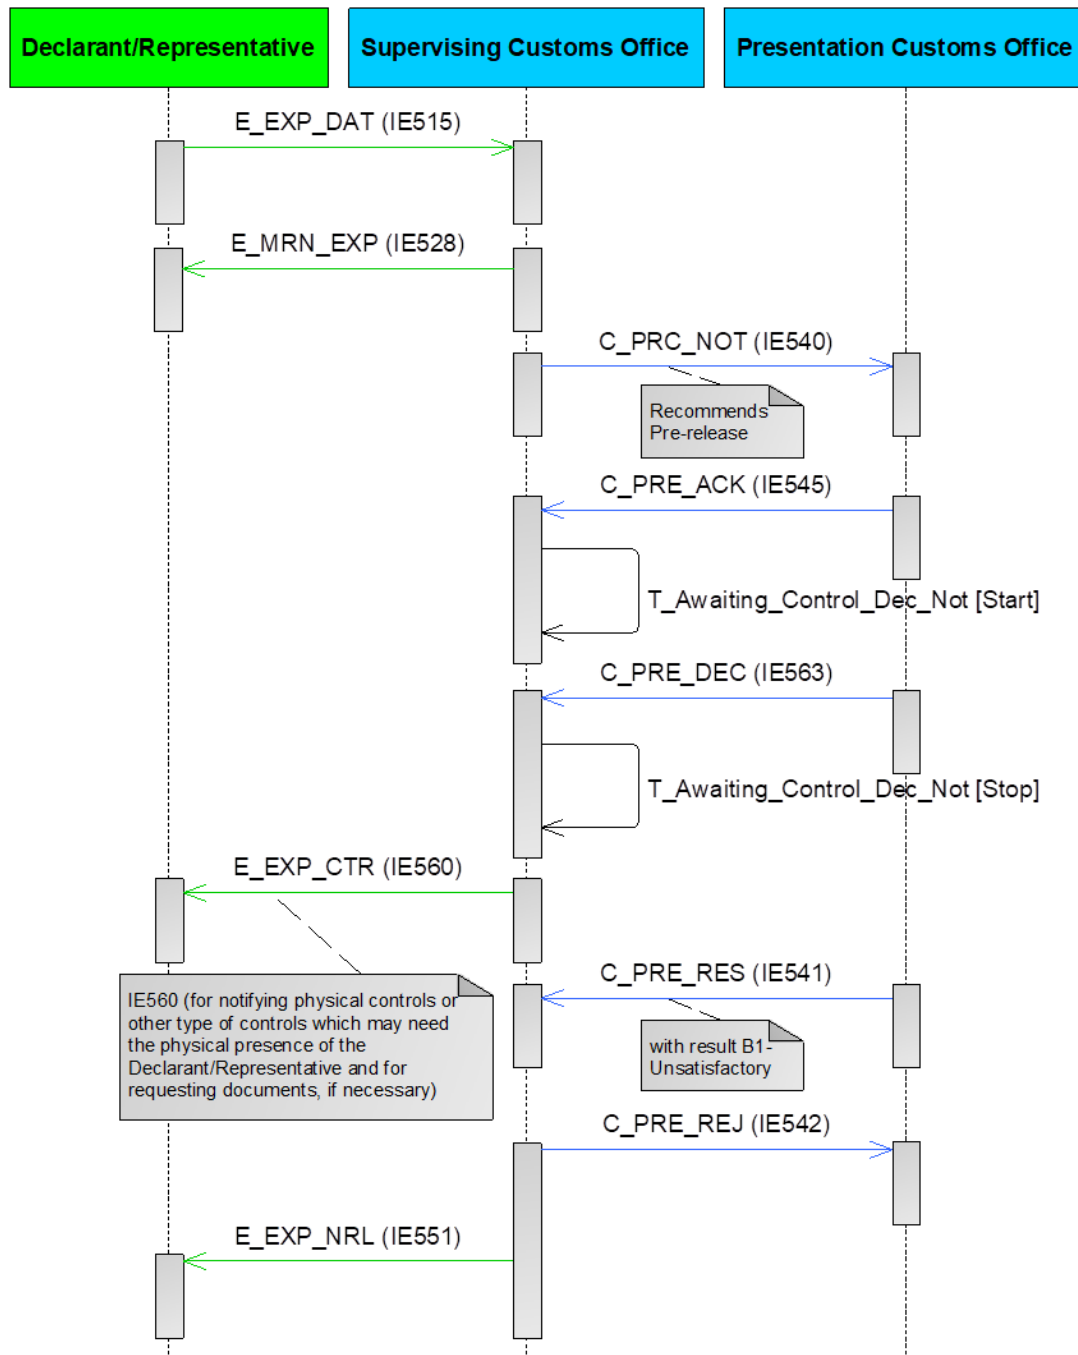 Declarant/Representative
Supervising Customs Office
Presentation Customs Office
E_EXP_DAT (IE515)
E_MRN_EXP (IE528)
C_PRC_NOT (IE540)
Recommends
Pre-release
C_PRE_ACK (IE545)
T_Awaiting_Control_Dec_Not [Start]
C_PRE_DEC (IE563)
T_Awaiting_Control_Dec_Not [Stop]
E_EXP_CTR (IE560)
IE560 (for notifying physical controls or
other type of controls which may need
the physical presence of the
Declarant/Representative and for
requesting documents, if necessary)
C_PRE_RES (IE541)
with result B1-
Unsatisfactory
C_PRE_REJ (IE542)
E_EXP_NRL (IE551)